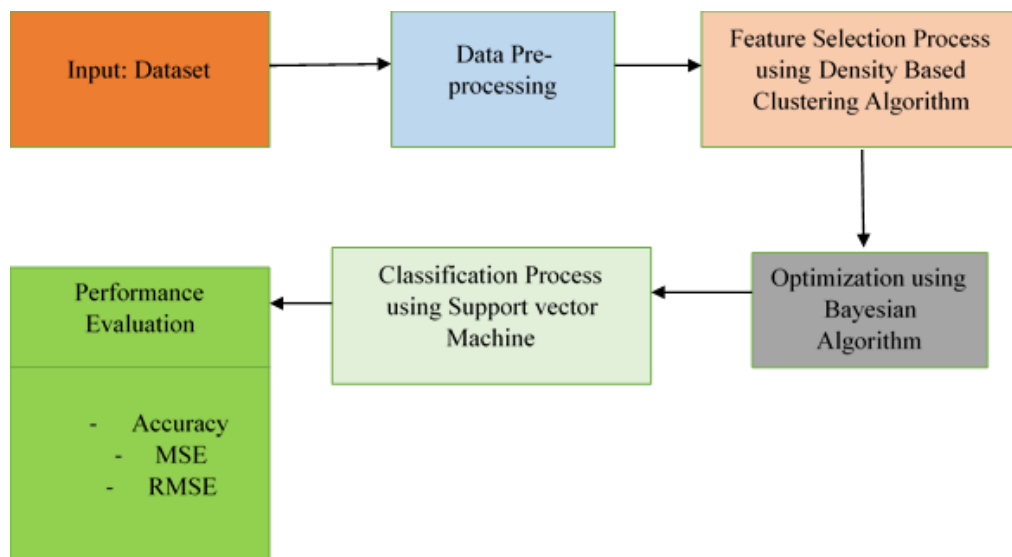 Input: Dataset
Data Pre-
processing
Feature Selection Process
using Density Based
Clustering Algorithm
Optimization using
Bayesian
Algorithm
Classification Process
using Support vector
Machine
Performance
Evaluation
- Accuracy
- MSE
- RMSE